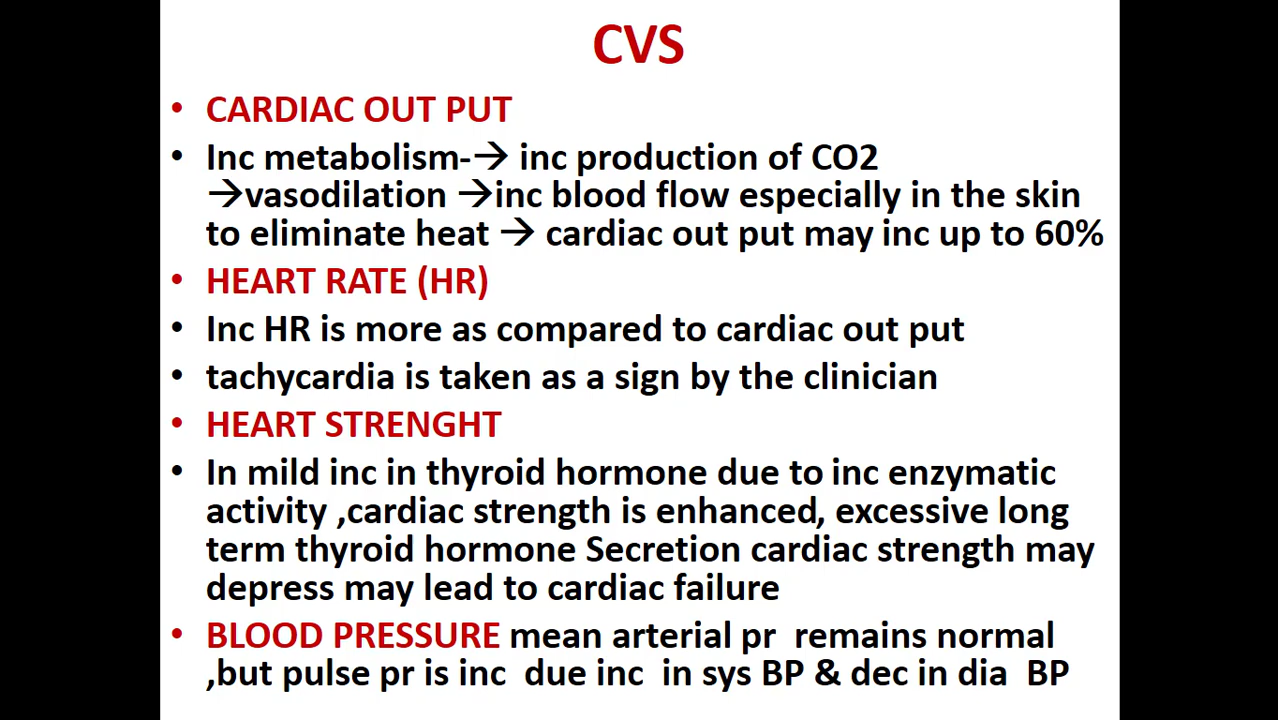 CVS
• CARDIAC OUT PUT
• Inc metabolism-→ inc production of CO2
→vasodilation →inc blood flow especially in the skin
to eliminate heat → cardiac out put may inc up to 60%
• HEART RATE (HR)
• Inc HR is more as compared to cardiac out put
• tachycardia is taken as a sign by the clinician
• HEART STRENGHT
• In mild inc in thyroid hormone due to inc enzymatic
activity ,cardiac strength is enhanced, excessive long
term thyroid hormone Secretion cardiac strength may
depress may lead to cardiac failure
• BLOOD PRESSURE mean arterial pr remains normal
,but pulse pr is inc due inc in sys BP & dec in dia BP